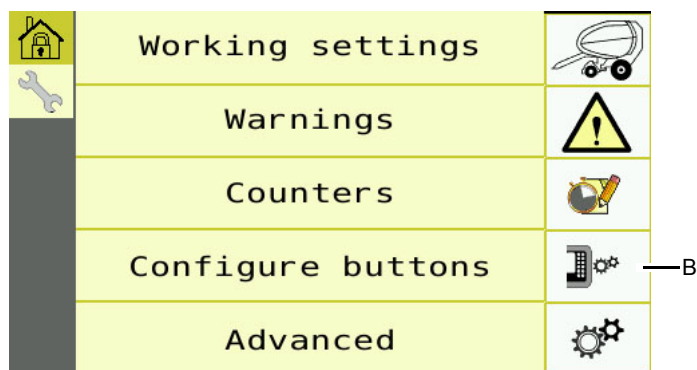 Working settings
Warnings
Counters
Configure buttons
B
Advanced